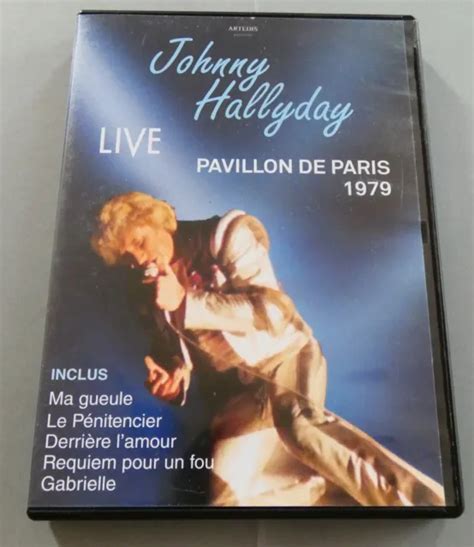 ARTEDIS
Johnny
Hallyday
LIVE
PAVILLON DE PARIS
1979
INCLUS
Ma gueule
Le Pénitencier
Derrière l'amour
Requiem pour un fou
Gabrielle